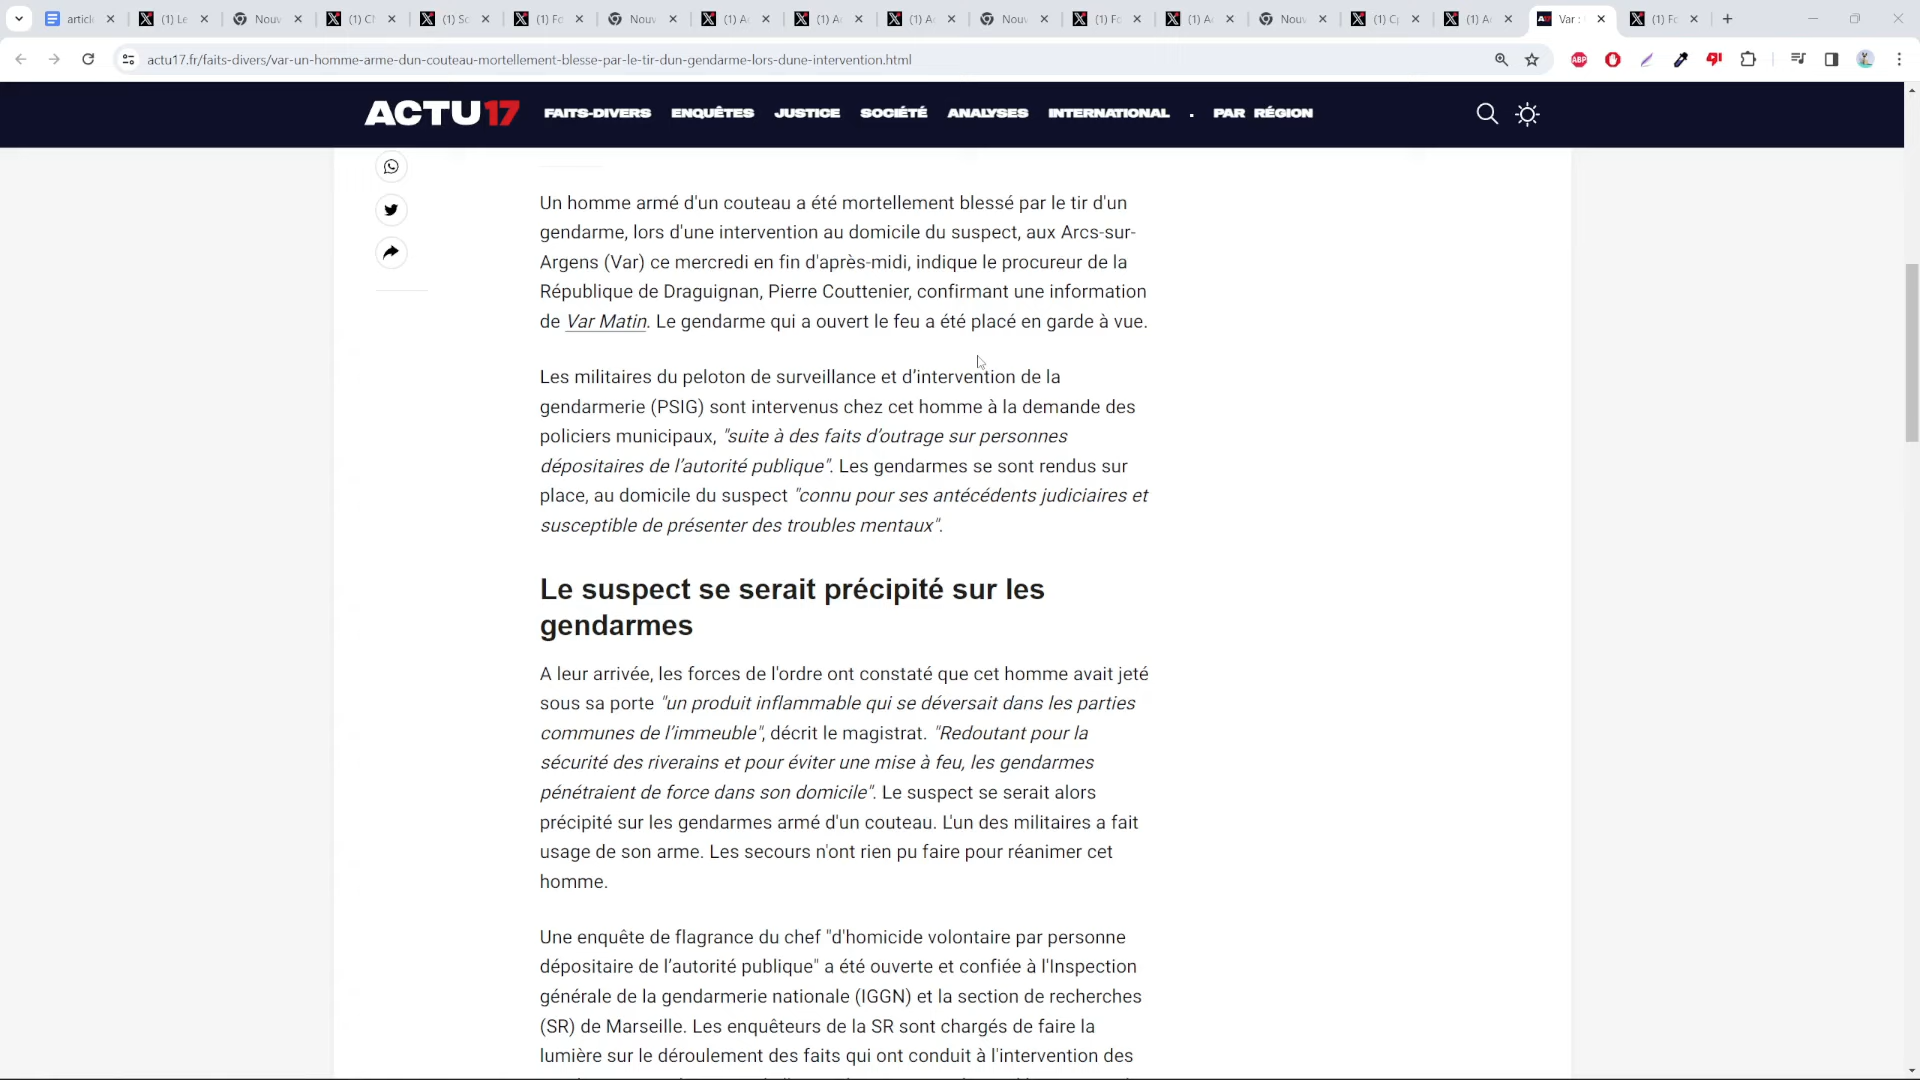 article
(1) Le
Nouv
(1) Cl
(1) Sc
(1) Fo
Nouv
(1) Ac
(1) Ac
(1) Ac
Nouv
(1) Fo
(1) Ac
Nouv
(1) Cp
(1) Ac
Var :
(1) Fc
actu17.fr/faits-divers/var-un-homme-arme-dun-couteau-mortellement-blesse-par-le-tir-dun-gendarme-lors-dune-intervention.html
ABP
ACTU17
FAITS-DIVERS ENQUÊTES JUSTICE SOCIÉTÉ ANALYSES INTERNATIONAL . PAR RÉGION
Un homme armé d'un couteau a été mortellement blessé par le tir d'un
gendarme, lors d'une intervention au domicile du suspect, aux Arcs-sur-
Argens (Var) ce mercredi en fin d'après-midi, indique le procureur de la
République de Draguignan, Pierre Couttenier, confirmant une information
de Var Matin. Le gendarme qui a ouvert le feu a été placé en garde à vue.
Les militaires du peloton de surveillance et d’intervention de la
gendarmerie (PSIG) sont intervenus chez cet homme à la demande des
policiers municipaux, "suite à des faits d’outrage sur personnes
dépositaires de l’autorité publique". Les gendarmes se sont rendus sur
place, au domicile du suspect "connu pour ses antécédents judiciaires et
susceptible de présenter des troubles mentaux".
Le suspect se serait précipité sur les
gendarmes
A leur arrivée, les forces de l'ordre ont constaté que cet homme avait jeté
sous sa porte "un produit inflammable qui se déversait dans les parties
communes de l’immeuble", décrit le magistrat. "Redoutant pour la
sécurité des riverains et pour éviter une mise à feu, les gendarmes
pénétraient de force dans son domicile". Le suspect se serait alors
précipité sur les gendarmes armé d'un couteau. L'un des militaires a fait
usage de son arme. Les secours n'ont rien pu faire pour réanimer cet
homme.
Une enquête de flagrance du chef "d'homicide volontaire par personne
dépositaire de l’autorité publique" a été ouverte et confiée à l'Inspection
générale de la gendarmerie nationale (IGGN) et la section de recherches
(SR) de Marseille. Les enquêteurs de la SR sont chargés de faire la
lumière sur le déroulement des faits qui ont conduit à l'intervention des